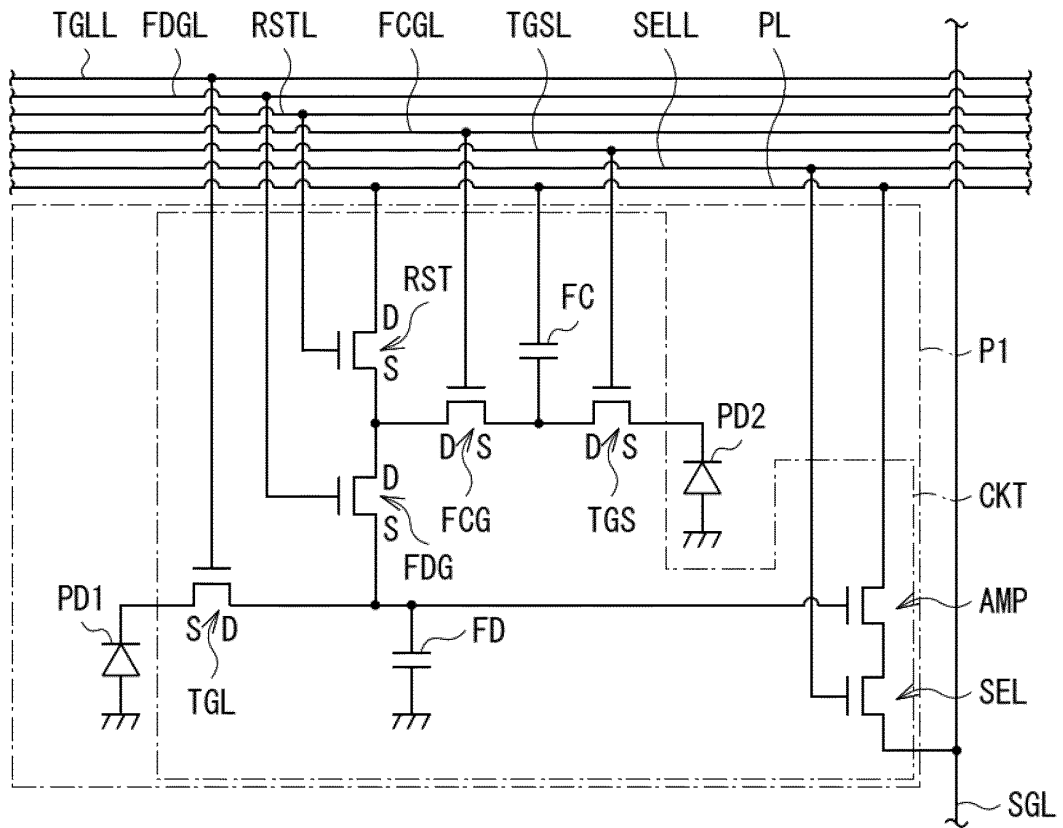 TGLL FDGL RSTL FCGL TGSL SELL PL
RST
D
S
FC
P1
PD2
D S
D S
FCG
TGS
CKT
D
S
FDG
PD1
S D
TGL
FD
AMP
SEL
SGL